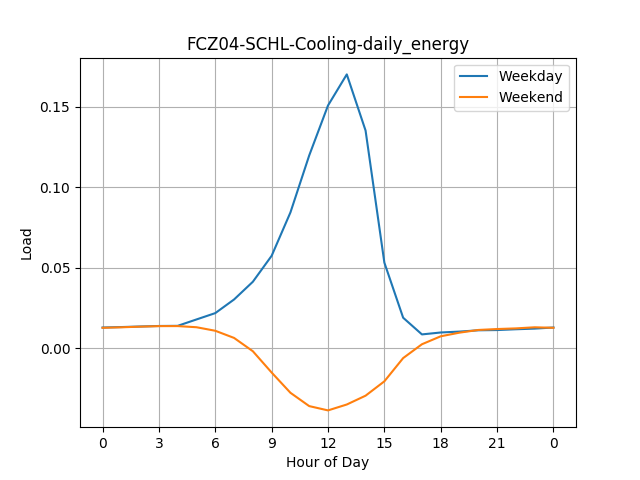 FCZ04-SCHL-Cooling-daily_energy
Weekday
Weekend
0.15
0.10
0.05
0.00
Load
0 3 6 9 12 15 18 21 0
Hour of Day